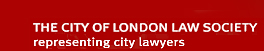 THE CITY OF LONDON LAW SOCIETY
representing city lawyers